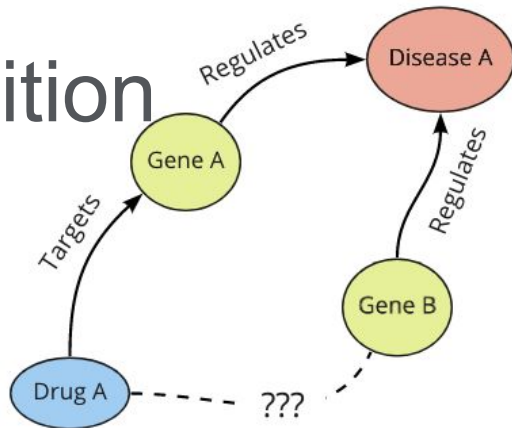 ition
Regulates
Disease A
Gene A
Targets
Regulates
Gene B
Drug A
???